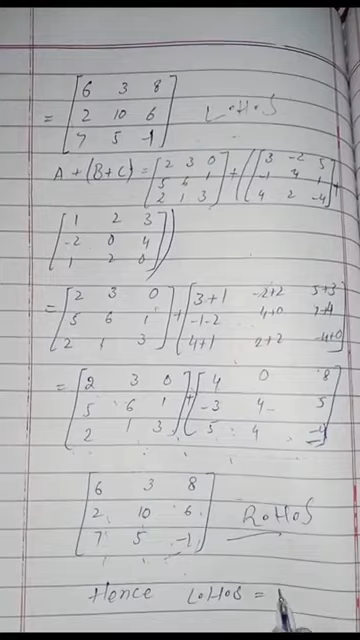 = [6 3 8
2 10 6
7 5 -1] L.H.S
A + (B+C) = [2 3 0
5 6 1
2 1 3] + ([3 -2 5
-1 4 1
4 2 -4] +
[1 2 3
-2 0 4
1 2 0])
= [2 3 0
5 6 1
2 1 3] + [3+1 -2+2 5+3
-1-2 4+0 1+4
4+1 2+2 -4+0]
= [2 3 0
5 6 1
2 1 3] + [4 0 8
-3 4 5
5 4 -4]
[6 3 8
2 10 6
7 5 -1] R.H.S
Hence L.H.S =